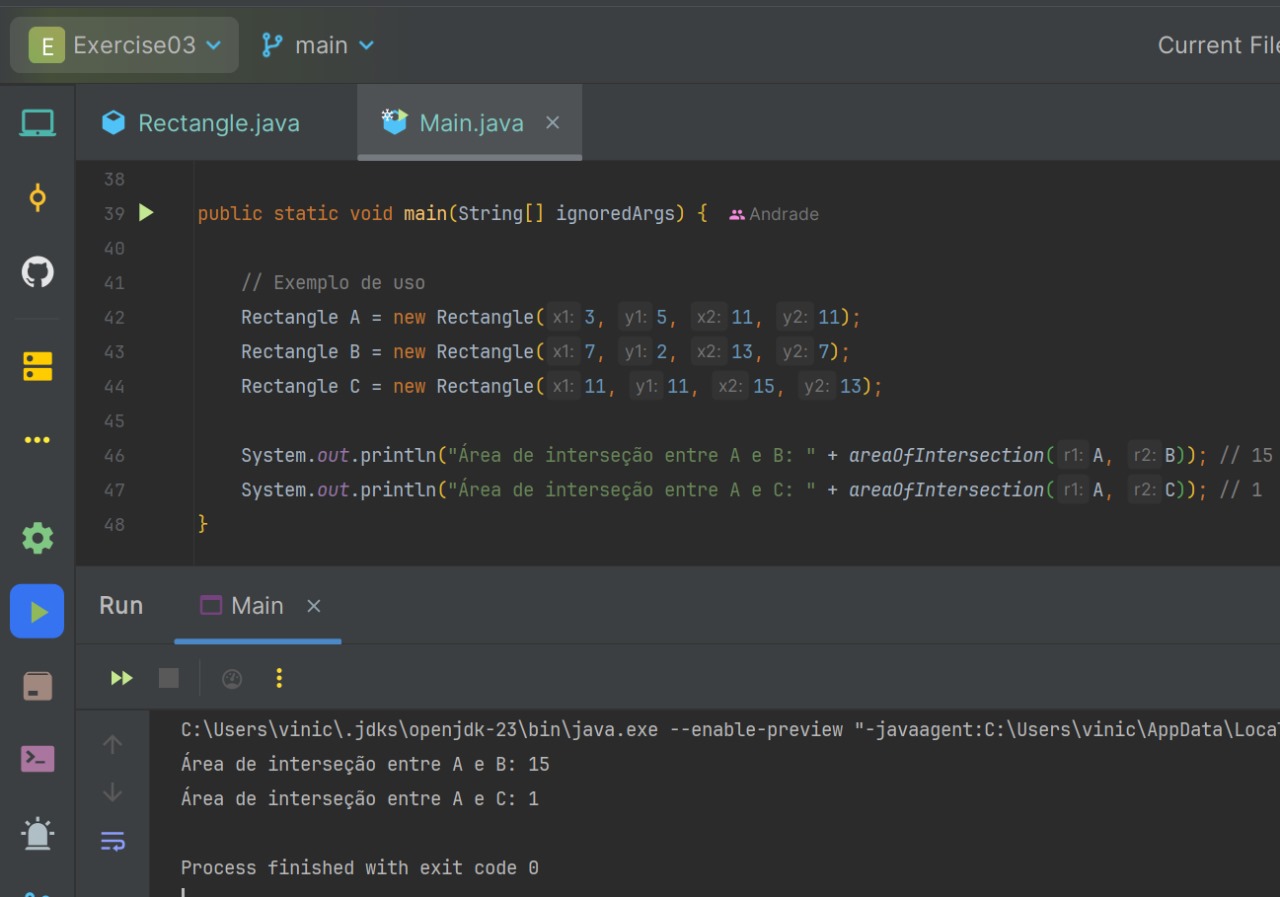 E Exercise03 main Current File
Rectangle.java Main.java
38
39 public static void main(String[] ignoredArgs) { Andrade
40
41 // Exemplo de uso
42 Rectangle A = new Rectangle( x1: 3, y1: 5, x2: 11, y2: 11);
43 Rectangle B = new Rectangle( x1: 7, y1: 2, x2: 13, y2: 7);
44 Rectangle C = new Rectangle( x1: 11, y1: 11, x2: 15, y2: 13);
45
46 System.out.println("Área de interseção entre A e B: " + areaOfIntersection( r1: A, r2: B)); // 15
47 System.out.println("Área de interseção entre A e C: " + areaOfIntersection( r1: A, r2: C)); // 1
48 }
Run Main
C:\Users\vinic\.jdks\openjdk-23\bin\java.exe --enable-preview "-javaagent:C:\Users\vinic\AppData\Loca
Área de interseção entre A e B: 15
Área de interseção entre A e C: 1
Process finished with exit code 0